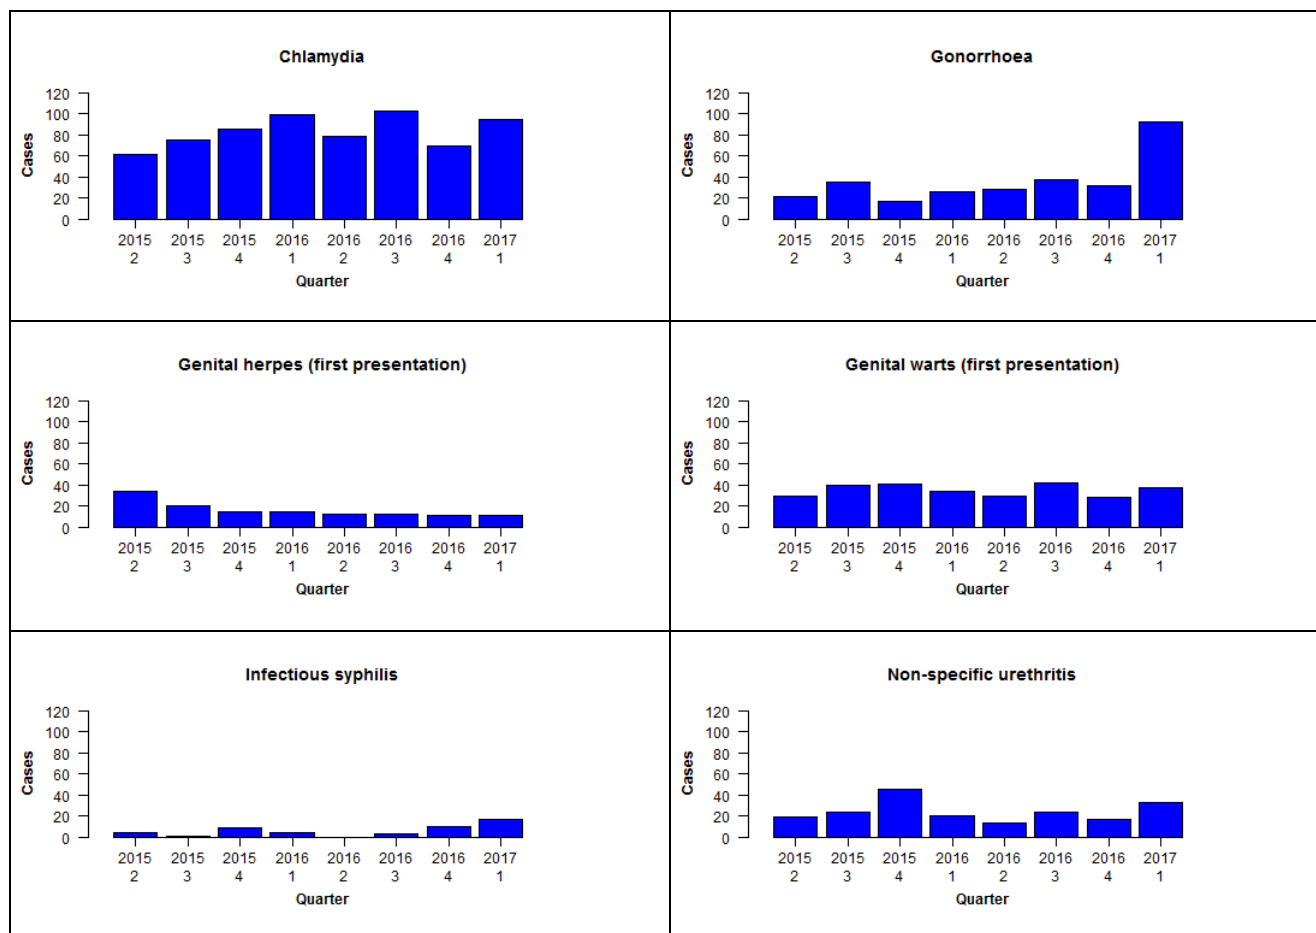 Chlamydia
120
100
80
60
40
20
0
Cases
2015 2015 2015 2016 2016 2016 2016 2017
2 3 4 1 2 3 4 1
Quarter
Gonorrhoea
120
100
80
60
40
20
0
Cases
2015 2015 2015 2016 2016 2016 2016 2017
2 3 4 1 2 3 4 1
Quarter
Genital herpes (first presentation)
120
100
80
60
40
20
0
Cases
2015 2015 2015 2016 2016 2016 2016 2017
2 3 4 1 2 3 4 1
Quarter
Genital warts (first presentation)
120
100
80
60
40
20
0
Cases
2015 2015 2015 2016 2016 2016 2016 2017
2 3 4 1 2 3 4 1
Quarter
Infectious syphilis
120
100
80
60
40
20
0
Cases
2015 2015 2015 2016 2016 2016 2016 2017
2 3 4 1 2 3 4 1
Quarter
Non-specific urethritis
120
100
80
60
40
20
0
Cases
2015 2015 2015 2016 2016 2016 2016 2017
2 3 4 1 2 3 4 1
Quarter